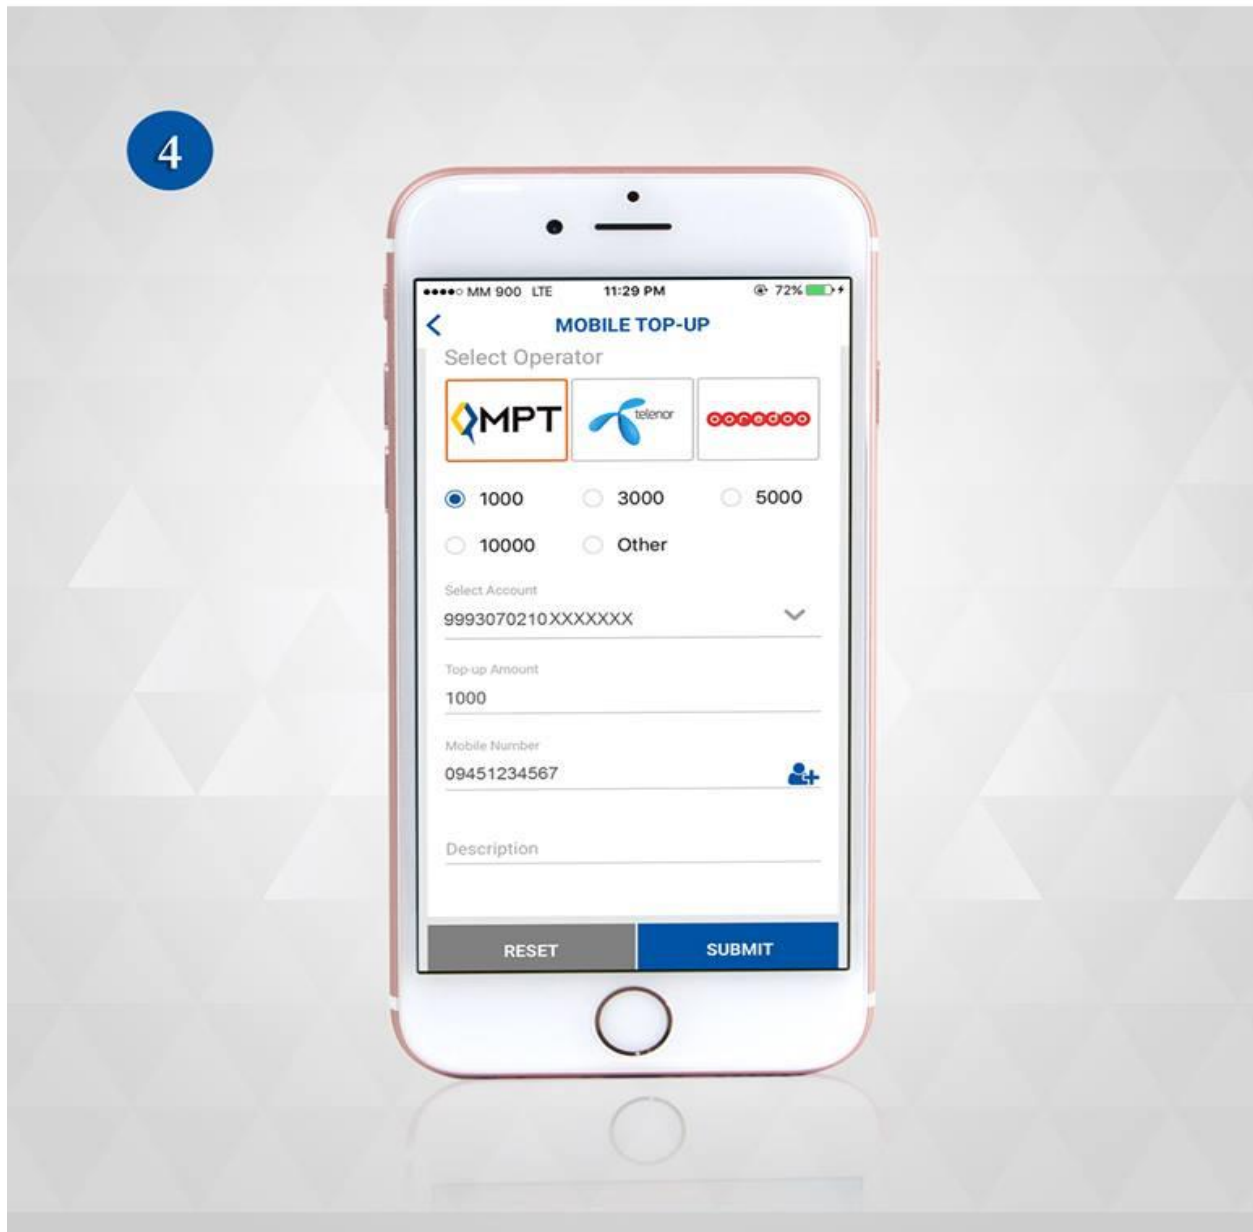 4
MM 900 LTE 11:29 PM 72%
MOBILE TOP-UP
Select Operator
MPT telenor ooredoo
1000 3000 5000
10000 Other
Select Account
9993070210XXXXXXX
Top-up Amount
1000
Mobile Number
09451234567
Description
RESET SUBMIT